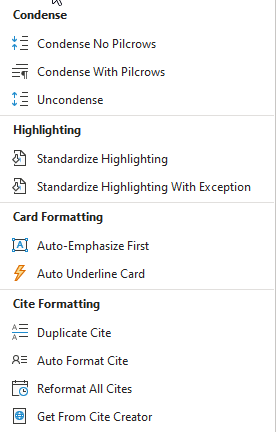 Condense
Condense No Pilcrows
Condense With Pilcrows
Uncondense
Highlighting
Standardize Highlighting
Standardize Highlighting With Exception
Card Formatting
Auto-Emphasize First
Auto Underline Card
Cite Formatting
Duplicate Cite
Auto Format Cite
Reformat All Cites
Get From Cite Creator